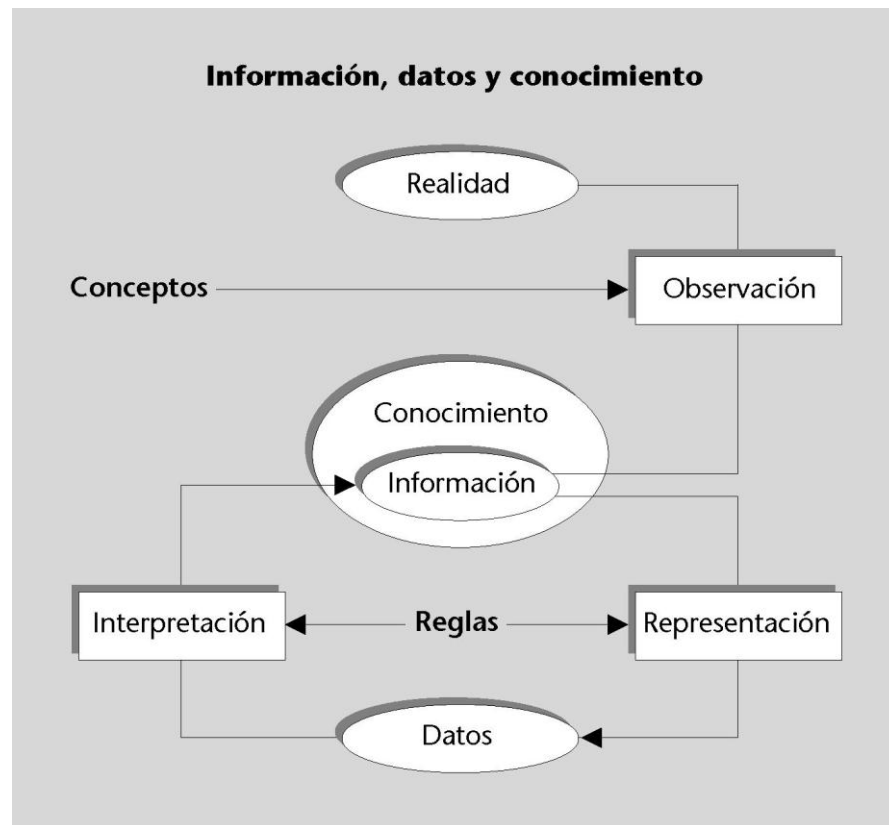 Información, datos y conocimiento
Realidad
Conceptos
Observación
Conocimiento
Información
Interpretación
Reglas
Representación
Datos